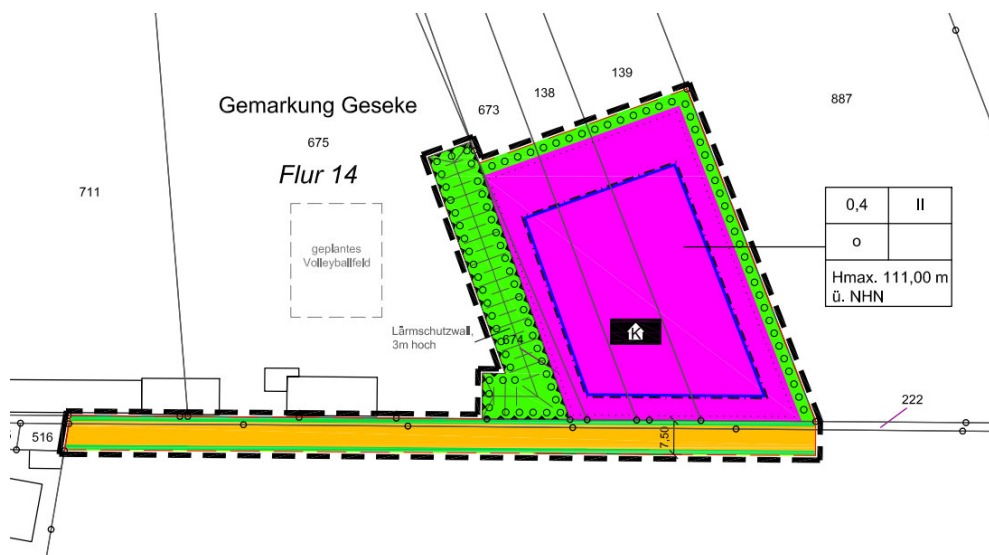 139
138
673
887
Gemarkung Geseke
675
Flur 14
711
0,4 II
o
geplantes
Volleyballfeld
Hmax. 111,00 m
ü. NHN
Lärmschutzwall,
3m hoch
674
K
222
516
7,50